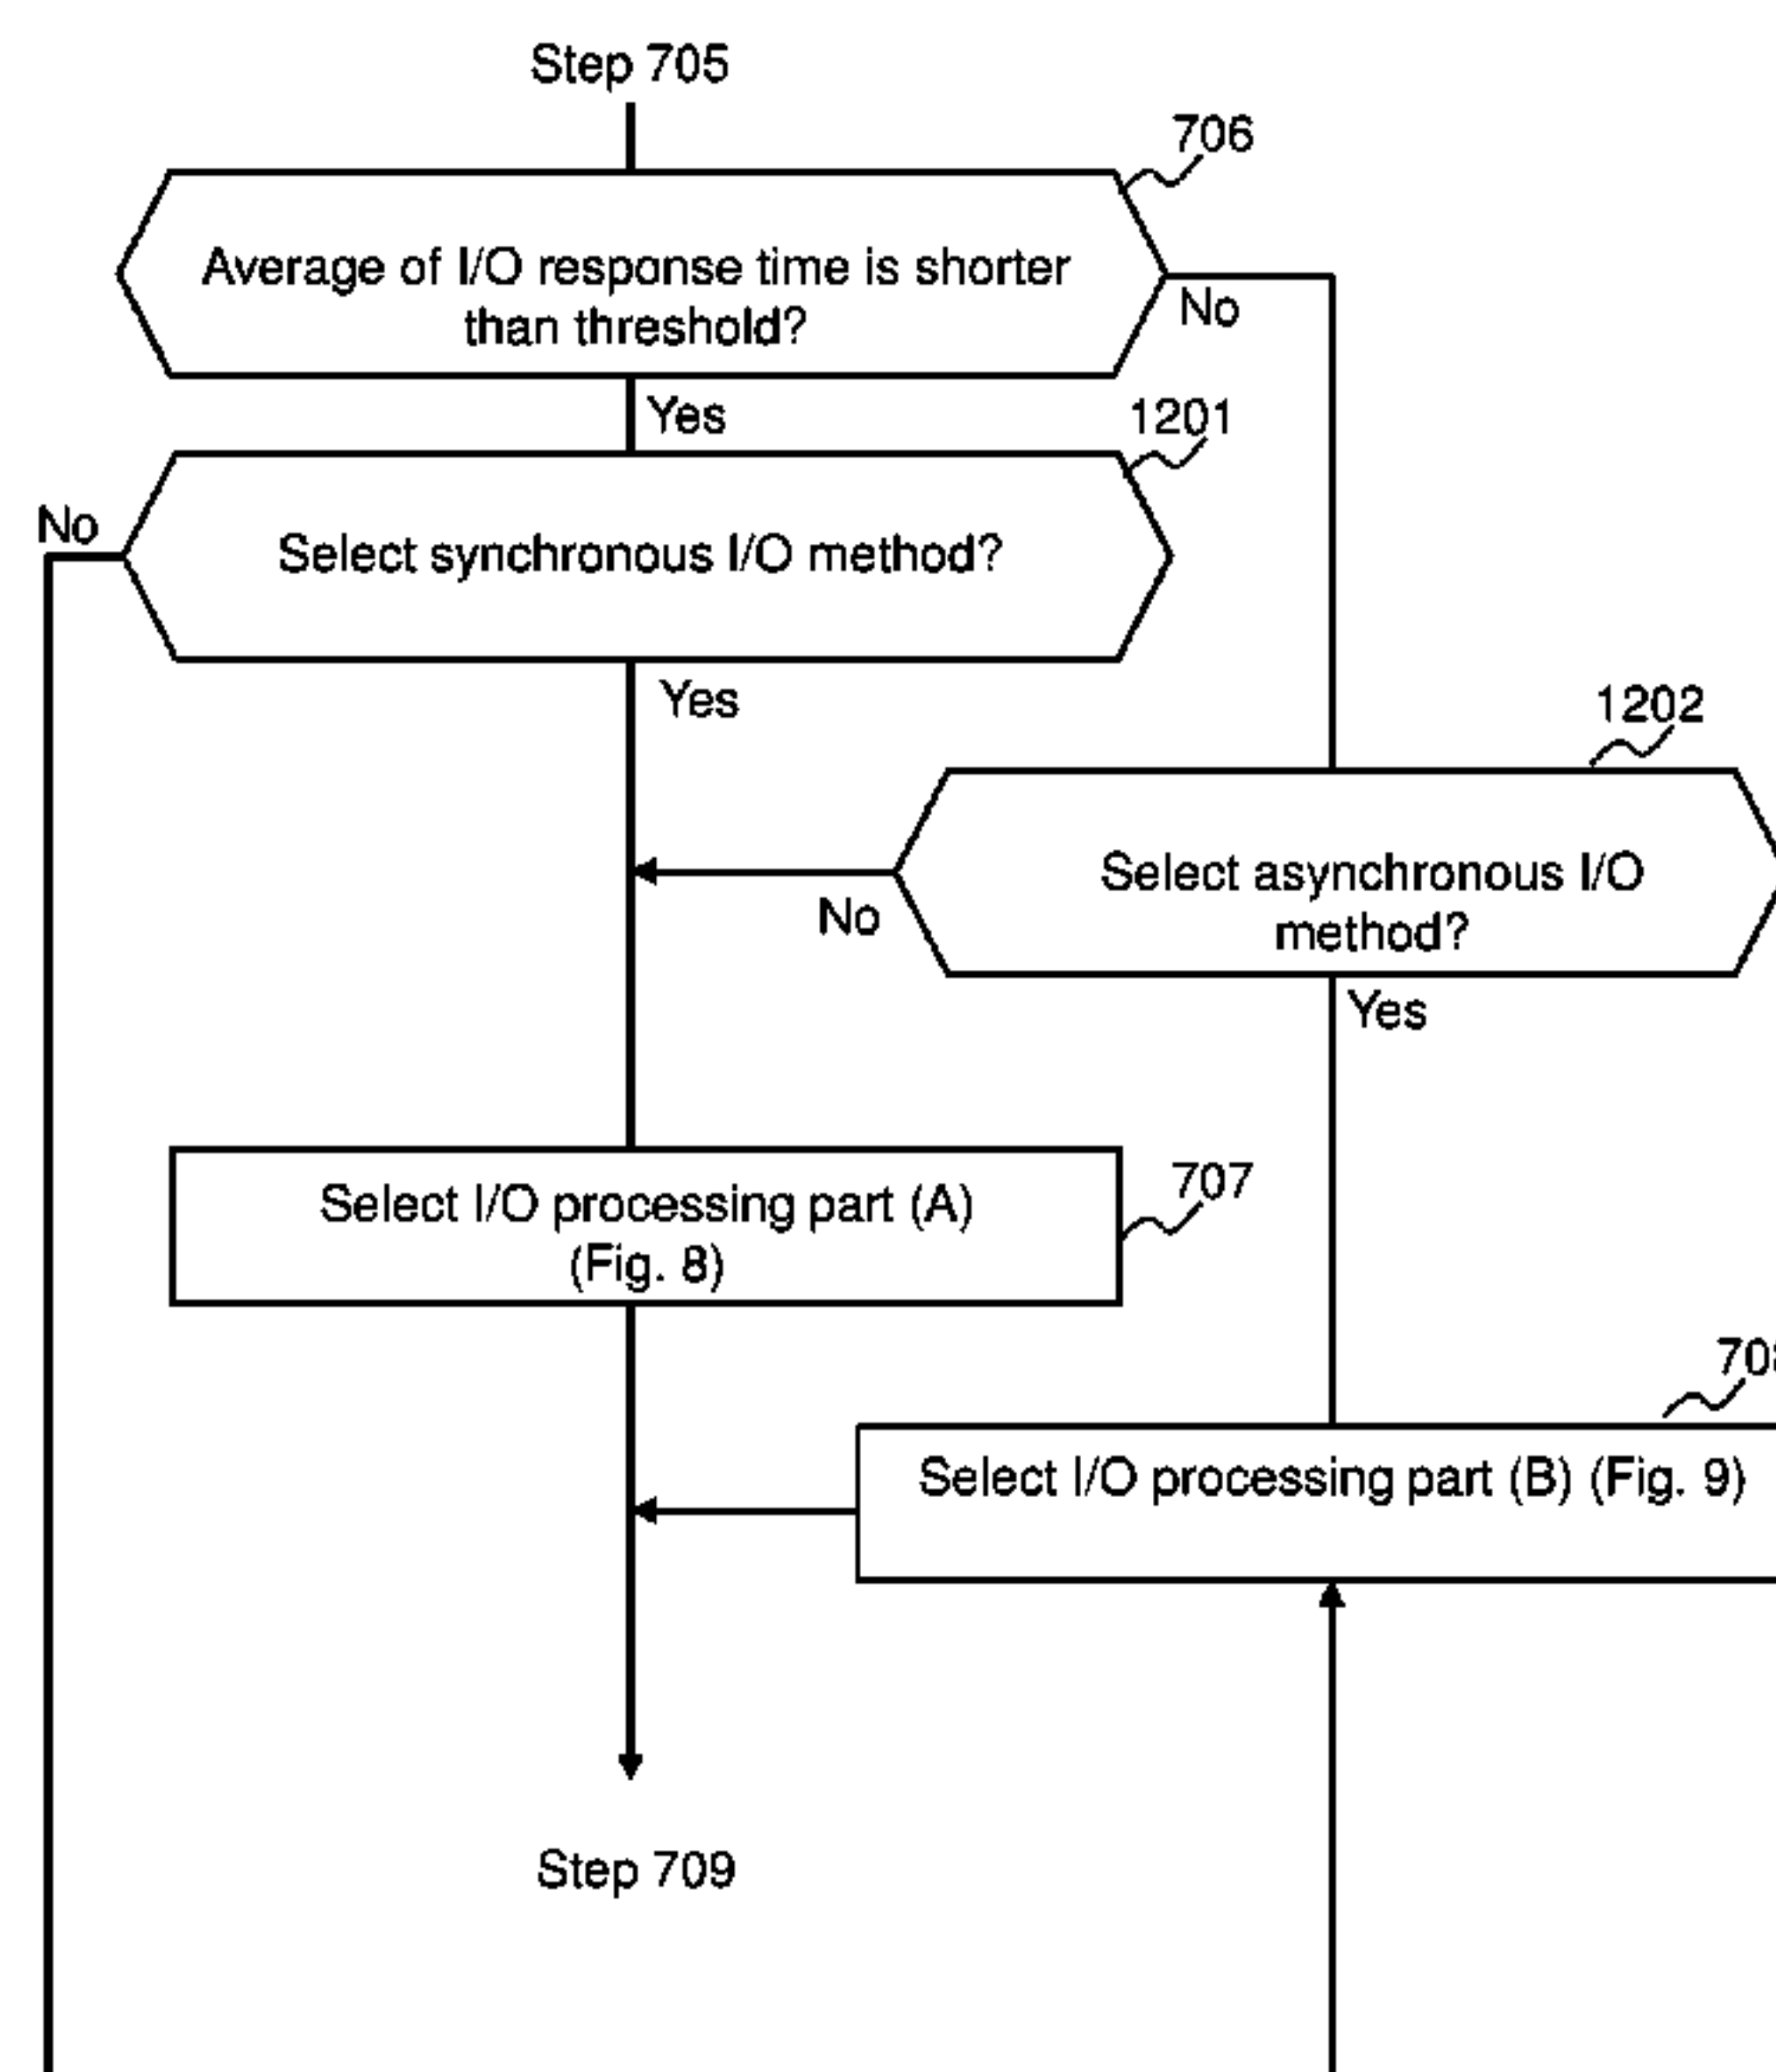 Step 705
706
Average of I/O response time is shorter
than threshold?
No
Yes
1201
No
Select synchronous I/O method?
Yes
1202
Select asynchronous I/O
method?
No
Yes
Select I/O processing part (A)
(Fig. 8)
707
Select I/O processing part (B) (Fig. 9)
Step 709